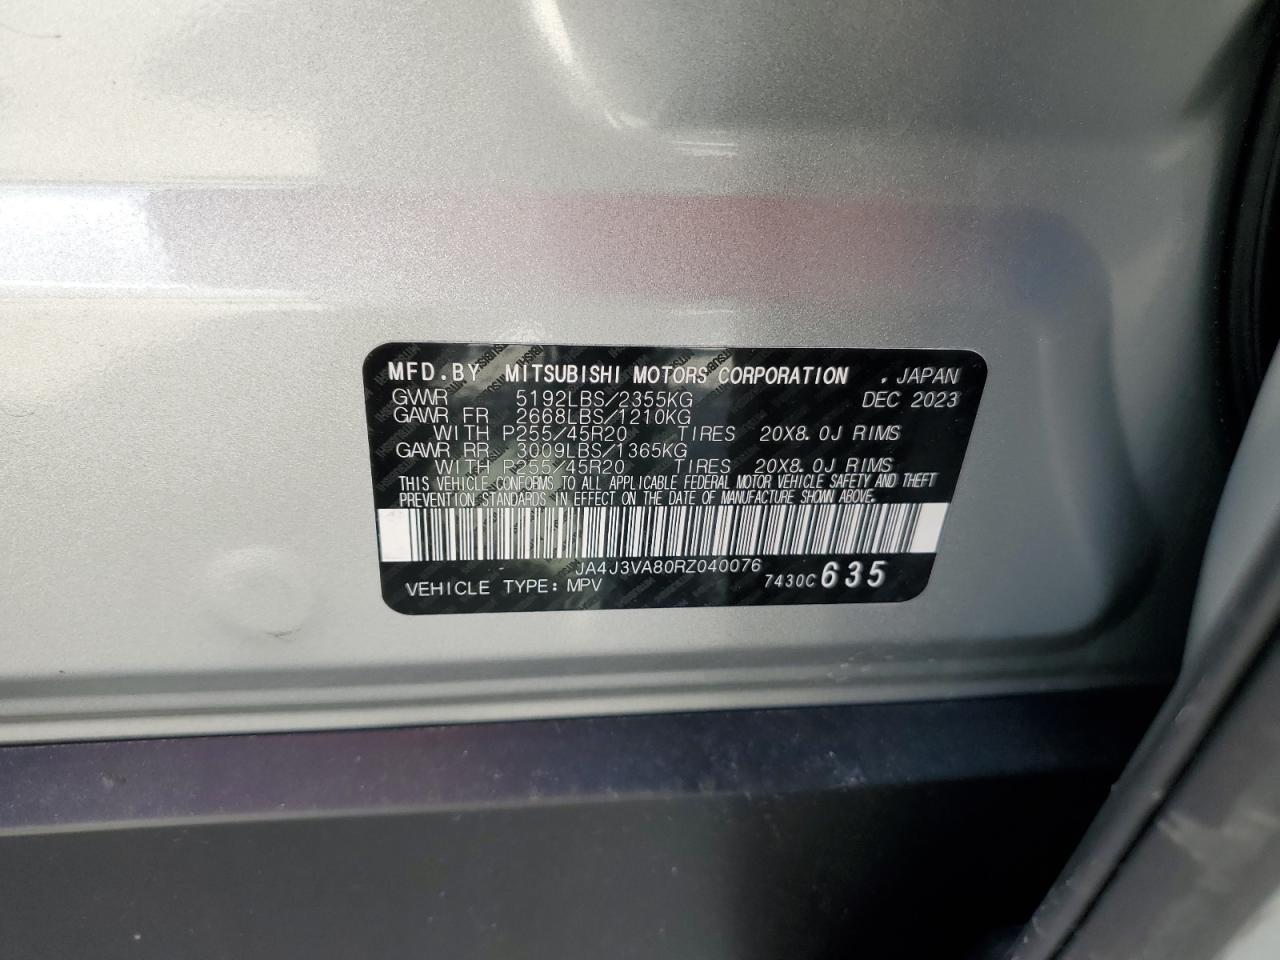 MFD.BY MITSUBISHI MOTORS CORPORATION , JAPAN
GVWR 5192LBS/2355KG DEC 2023
GAWR FR 2668LBS/1210KG
WITH P255/45R20 TIRES 20X8.0J RIMS
GAWR RR 3009LBS/1365KG
WITH P255/45R20 TIRES 20X8.0J RIMS
THIS VEHICLE CONFORMS TO ALL APPLICABLE FEDERAL MOTOR VEHICLE SAFETY AND THEFT
PREVENTION STANDARDS IN EFFECT ON THE DATE OF MANUFACTURE SHOWN ABOVE.
JA4J3VA80RZ040076
VEHICLE TYPE: MPV 7430C 635